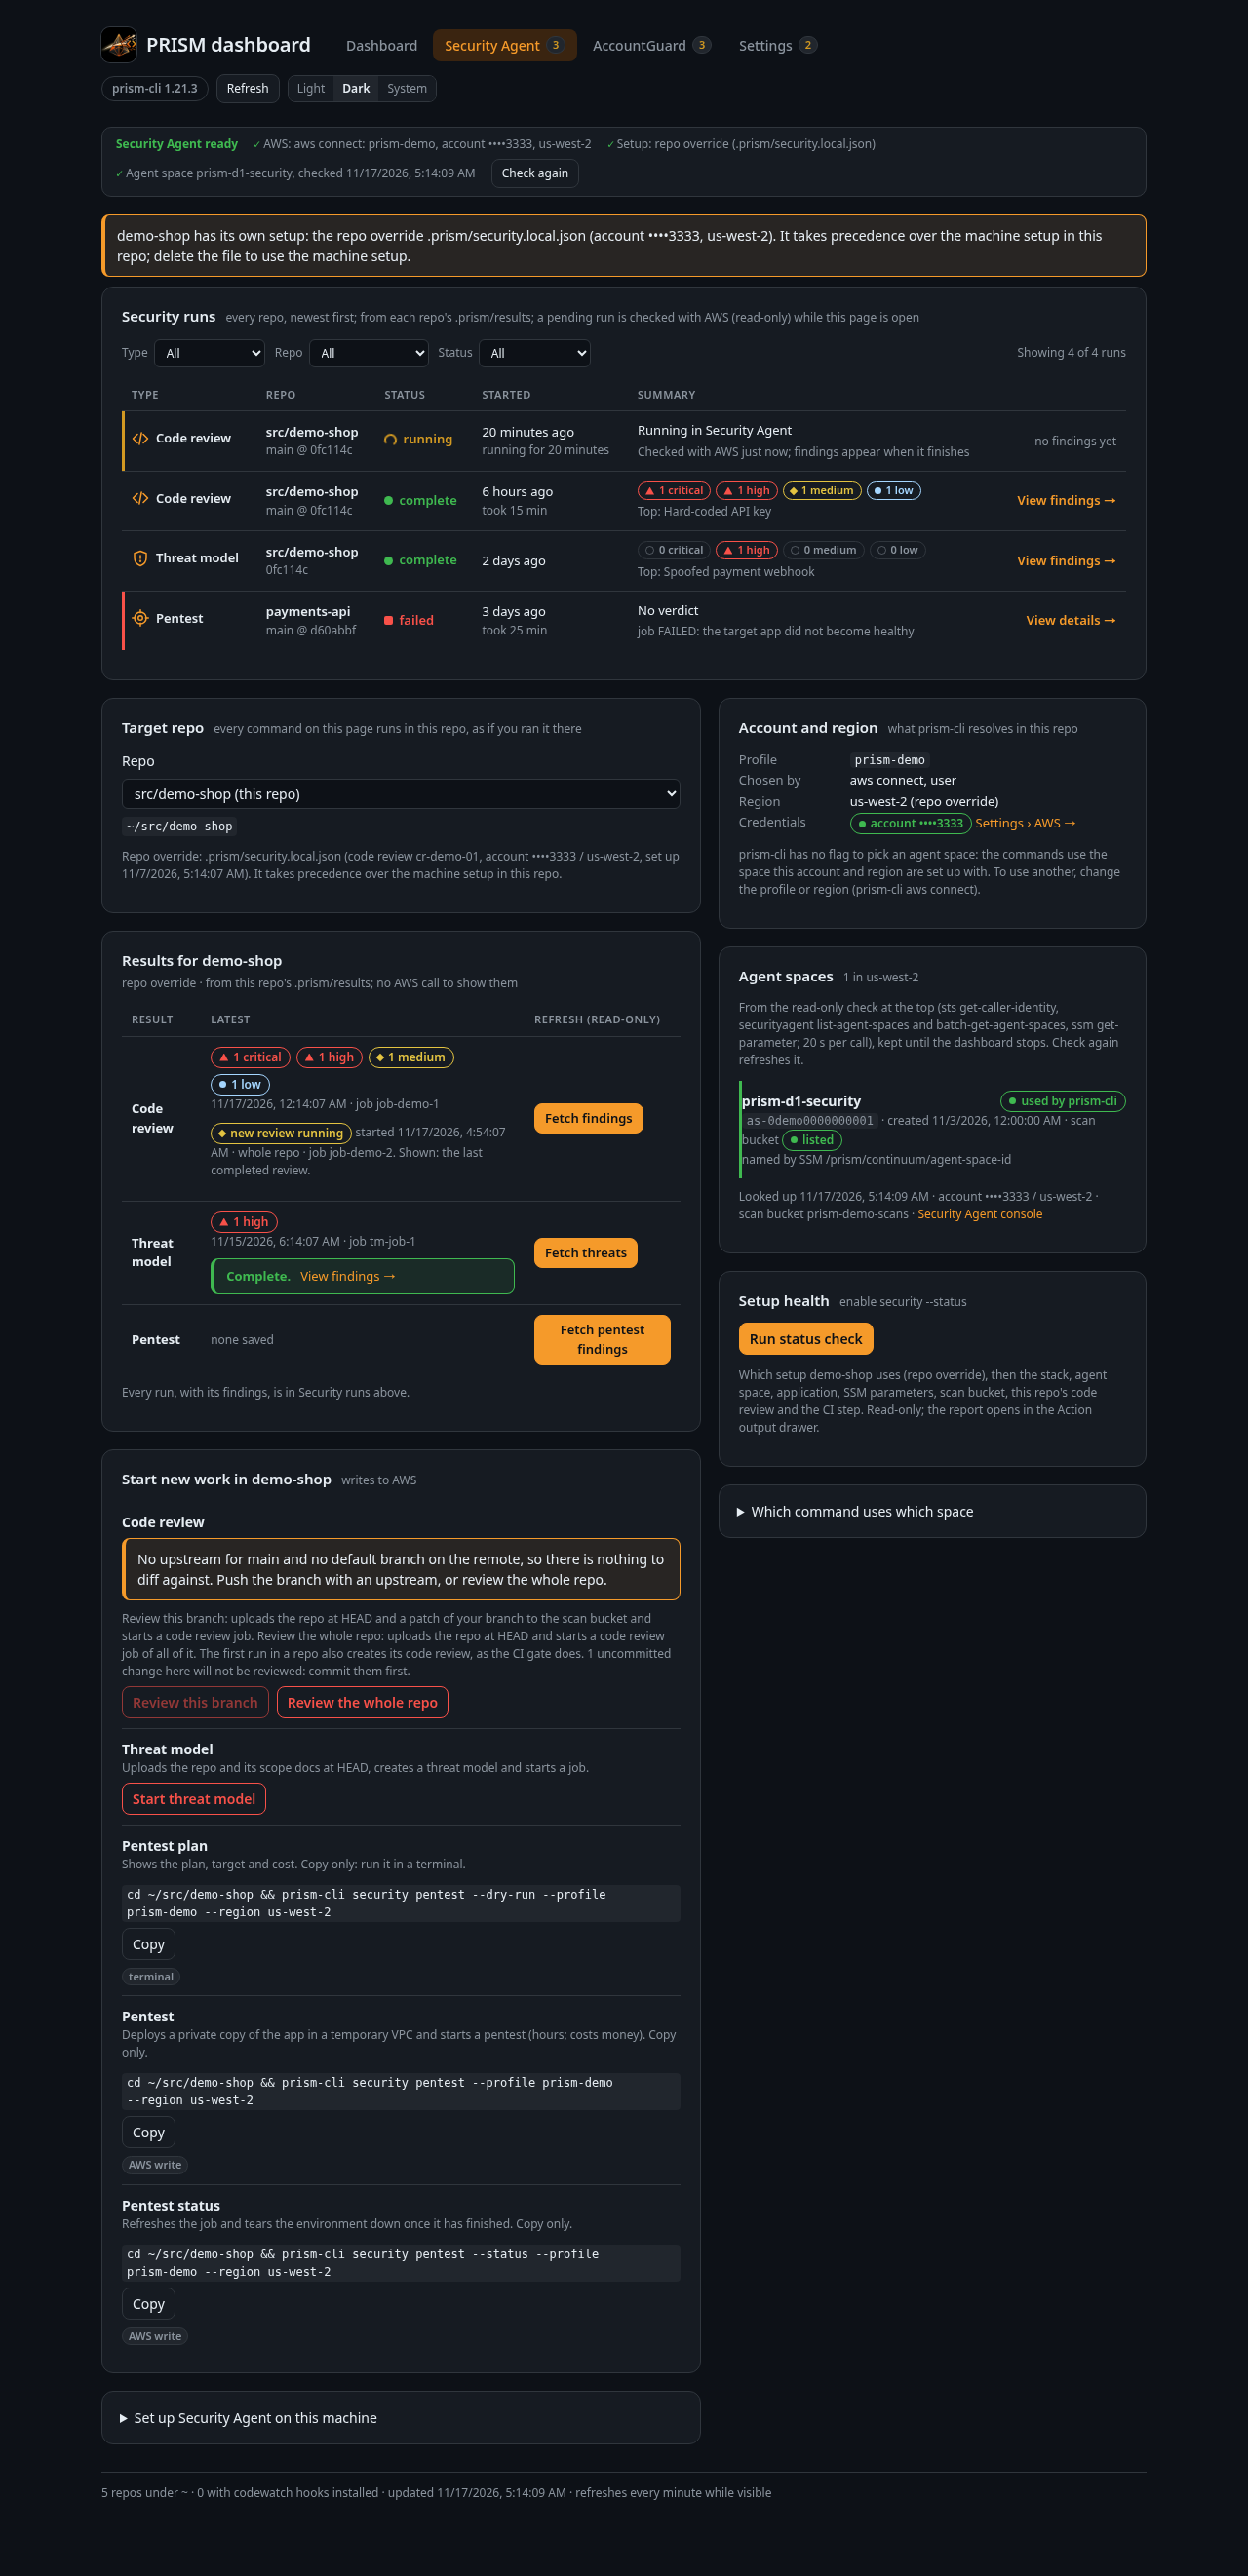 PRISM dashboard
Dashboard
Security Agent 3
AccountGuard 3
Settings 2
prism-cli 1.21.3
Refresh
Light
Dark
System
Security Agent ready
✓ AWS: aws connect: prism-demo, account ••••3333, us-west-2
✓ Setup: repo override (.prism/security.local.json)
✓ Agent space prism-d1-security, checked 11/17/2026, 5:14:09 AM
Check again
demo-shop has its own setup: the repo override .prism/security.local.json (account ••••3333, us-west-2). It takes precedence over the machine setup in this
repo; delete the file to use the machine setup.
Security runs every repo, newest first; from each repo's .prism/results; a pending run is checked with AWS (read-only) while this page is open
Type All
Repo All
Status All
Showing 4 of 4 runs
TYPE REPO STATUS STARTED SUMMARY
Code review
src/demo-shop
main @ 0fc114c
running
20 minutes ago
running for 20 minutes
Running in Security Agent
Checked with AWS just now; findings appear when it finishes
no findings yet
Code review
src/demo-shop
main @ 0fc114c
complete
6 hours ago
took 15 min
1 critical 1 high 1 medium 1 low
Top: Hard-coded API key
View findings →
Threat model
src/demo-shop
0fc114c
complete
2 days ago
0 critical 1 high 0 medium 0 low
Top: Spoofed payment webhook
View findings →
Pentest
payments-api
main @ d60abbf
failed
3 days ago
took 25 min
No verdict
job FAILED: the target app did not become healthy
View details →
Target repo every command on this page runs in this repo, as if you ran it there
Repo
src/demo-shop (this repo)
~/src/demo-shop
Repo override: .prism/security.local.json (code review cr-demo-01, account ••••3333 / us-west-2, set up
11/7/2026, 5:14:07 AM). It takes precedence over the machine setup in this repo.
Results for demo-shop
repo override · from this repo's .prism/results; no AWS call to show them
RESULT LATEST REFRESH (READ-ONLY)
Code
review
1 critical 1 high 1 medium
1 low
11/17/2026, 12:14:07 AM · job job-demo-1
new review running started 11/17/2026, 4:54:07
AM · whole repo · job job-demo-2. Shown: the last
completed review.
Fetch findings
Threat
model
1 high
11/15/2026, 6:14:07 AM · job tm-job-1
Complete. View findings →
Fetch threats
Pentest
none saved
Fetch pentest
findings
Every run, with its findings, is in Security runs above.
Start new work in demo-shop writes to AWS
Code review
No upstream for main and no default branch on the remote, so there is nothing to
diff against. Push the branch with an upstream, or review the whole repo.
Review this branch: uploads the repo at HEAD and a patch of your branch to the scan bucket and
starts a code review job. Review the whole repo: uploads the repo at HEAD and starts a code review
job of all of it. The first run in a repo also creates its code review, as the CI gate does. 1 uncommitted
change here will not be reviewed: commit them first.
Review this branch
Review the whole repo
Threat model
Uploads the repo and its scope docs at HEAD, creates a threat model and starts a job.
Start threat model
Pentest plan
Shows the plan, target and cost. Copy only: run it in a terminal.
cd ~/src/demo-shop && prism-cli security pentest --dry-run --profile
prism-demo --region us-west-2
Copy
terminal
Pentest
Deploys a private copy of the app in a temporary VPC and starts a pentest (hours; costs money). Copy
only.
cd ~/src/demo-shop && prism-cli security pentest --profile prism-demo
--region us-west-2
Copy
AWS write
Pentest status
Refreshes the job and tears the environment down once it has finished. Copy only.
cd ~/src/demo-shop && prism-cli security pentest --status --profile
prism-demo --region us-west-2
Copy
AWS write
Set up Security Agent on this machine
Account and region what prism-cli resolves in this repo
Profile prism-demo
Chosen by aws connect, user
Region us-west-2 (repo override)
Credentials account ••••3333 Settings › AWS →
prism-cli has no flag to pick an agent space: the commands use the
space this account and region are set up with. To use another, change
the profile or region (prism-cli aws connect).
Agent spaces 1 in us-west-2
From the read-only check at the top (sts get-caller-identity,
securityagent list-agent-spaces and batch-get-agent-spaces, ssm get-
parameter; 20 s per call), kept until the dashboard stops. Check again
refreshes it.
prism-d1-security used by prism-cli
as-0demo0000000001 · created 11/3/2026, 12:00:00 AM · scan
bucket listed
named by SSM /prism/continuum/agent-space-id
Looked up 11/17/2026, 5:14:09 AM · account ••••3333 / us-west-2 ·
scan bucket prism-demo-scans · Security Agent console
Setup health enable security --status
Run status check
Which setup demo-shop uses (repo override), then the stack, agent
space, application, SSM parameters, scan bucket, this repo's code
review and the CI step. Read-only; the report opens in the Action
output drawer.
Which command uses which space
5 repos under ~ · 0 with codewatch hooks installed · updated 11/17/2026, 5:14:09 AM · refreshes every minute while visible